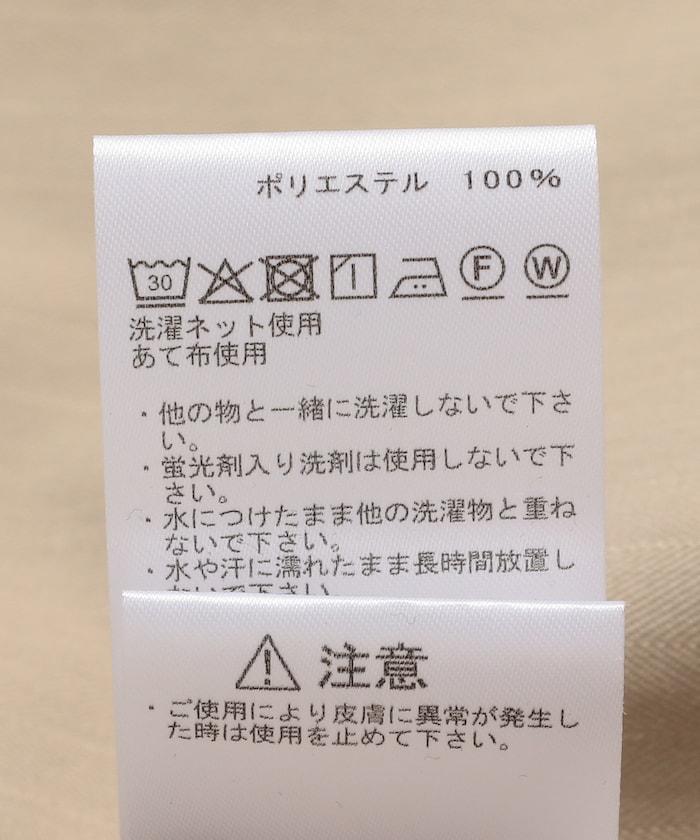 ポリエステル 100%
30 F W
洗濯ネット使用
あて布使用
・他の物と一緒に洗濯しないで下さ
い。
・蛍光剤入り洗剤は使用しないで下
さい。
・水につけたまま他の洗濯物と重ね
ないで下さい。
・水や汗に濡れたまま長時間放置し
ないで下さい。
注意
・ご使用により皮膚に異常が発生し
た時は使用を止めて下さい。